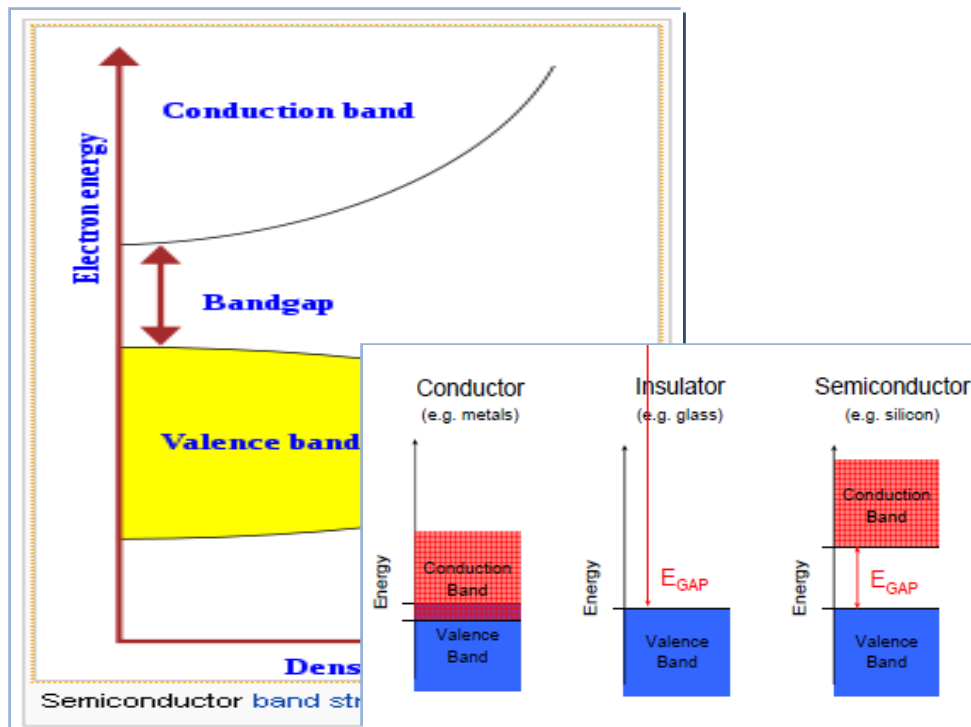 Conduction band
Electron energy
Bandgap
Valence band
Dens
Semiconductor band str
Conductor
(e.g. metals)
Energy
Conduction
Band
Valence
Band
Insulator
(e.g. glass)
Energy
EGAP
Valence
Band
Semiconductor
(e.g. silicon)
Energy
Conduction
Band
EGAP
Valence
Band